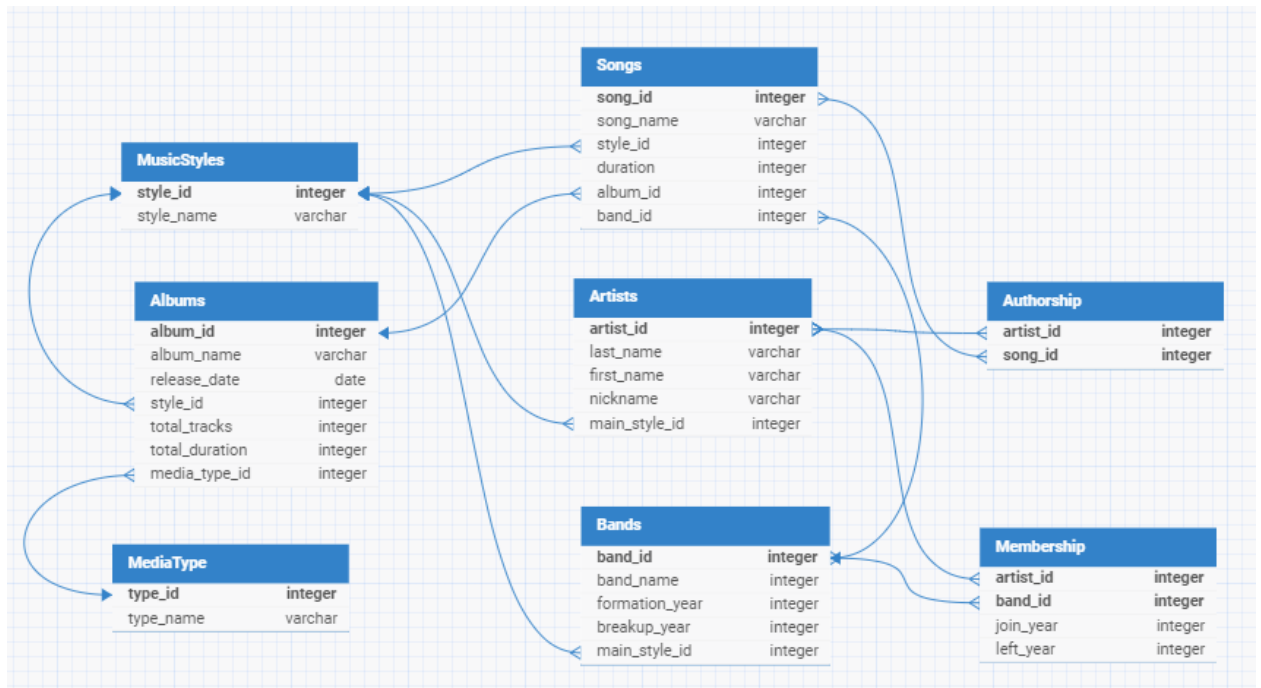 Songs
song_id integer
song_name varchar
style_id integer
duration integer
album_id integer
band_id integer
MusicStyles
style_id integer
style_name varchar
Albums
album_id integer
album_name varchar
release_date date
style_id integer
total_tracks integer
total_duration integer
media_type_id integer
Artists
artist_id integer
last_name varchar
first_name varchar
nickname varchar
main_style_id integer
Authorship
artist_id integer
song_id integer
Bands
band_id integer
band_name integer
formation_year integer
breakup_year integer
main_style_id integer
MediaType
type_id integer
type_name varchar
Membership
artist_id integer
band_id integer
join_year integer
left_year integer